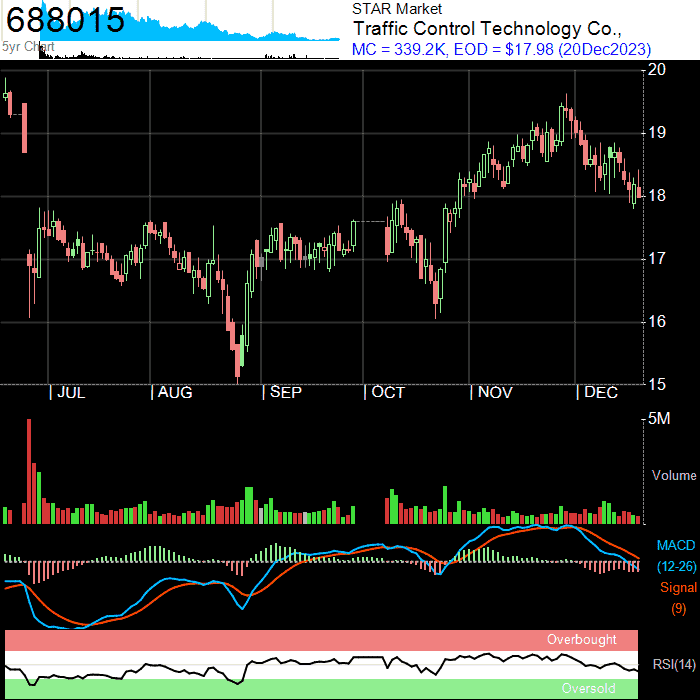 688015
5yr Chart
STAR Market
Traffic Control Technology Co.,
MC = 339.2K, EOD = $17.98 (20Dec2023)
20
19
18
17
16
15
|JUL |AUG |SEP |OCT |NOV |DEC
5M
Volume
MACD
(12-26)
Signal
(9)
Overbought
RSI(14)
Oversold